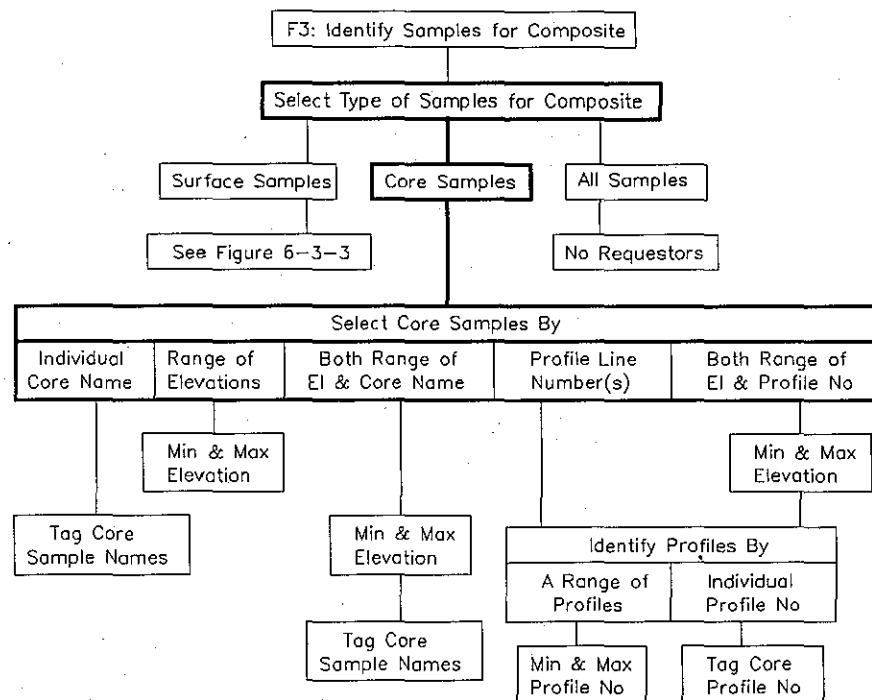 F3: Identify Samples for Composite
Select Type of Samples for Composite
Surface Samples
Core Samples
All Samples
See Figure 6-3-3
No Requestors
Select Core Samples By
Individual
Core Name
Range of
Elevations
Both Range of
El & Core Name
Profile Line
Number(s)
Both Range of
El & Profile No
Min & Max
Elevation
Min & Max
Elevation
Tag Core
Sample Names
Min & Max
Elevation
Identify Profiles By
A Range of
Profiles
Individual
Profile No
Tag Core
Sample Names
Min & Max
Profile No
Tag Core
Profile No